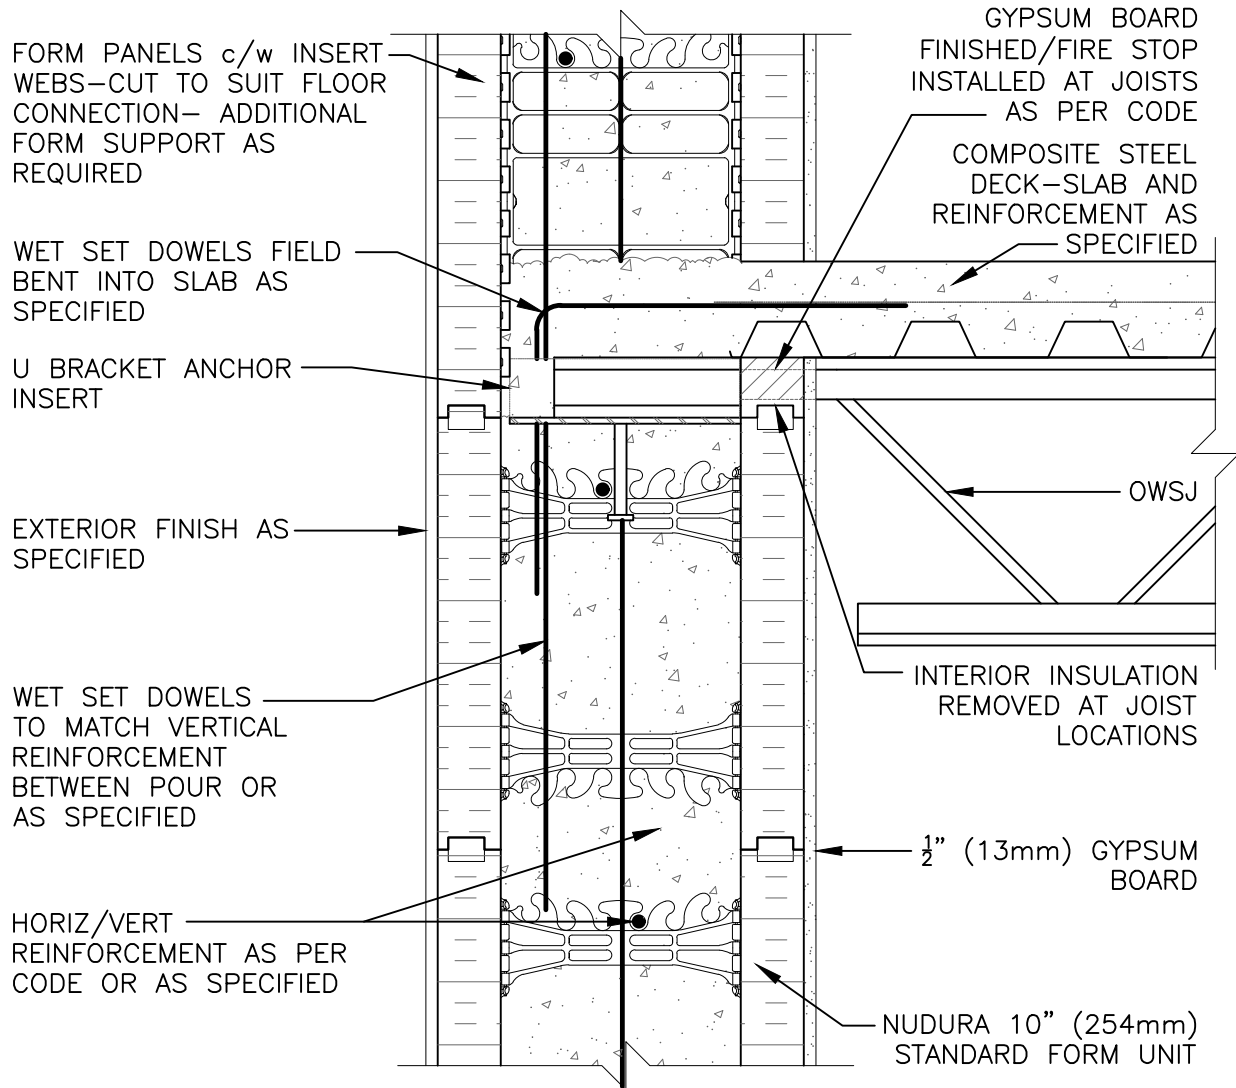 FORM PANELS c/w INSERT
WEBS–CUT TO SUIT FLOOR
CONNECTION– ADDITIONAL
FORM SUPPORT AS
REQUIRED
WET SET DOWELS FIELD
BENT INTO SLAB AS
SPECIFIED
U BRACKET ANCHOR
INSERT
EXTERIOR FINISH AS
SPECIFIED
WET SET DOWELS
TO MATCH VERTICAL
REINFORCEMENT
BETWEEN POUR OR
AS SPECIFIED
HORIZ/VERT
REINFORCEMENT AS PER
CODE OR AS SPECIFIED
GYPSUM BOARD
FINISHED/FIRE STOP
INSTALLED AT JOISTS
AS PER CODE
COMPOSITE STEEL
DECK–SLAB AND
REINFORCEMENT AS
SPECIFIED
OWSJ
INTERIOR INSULATION
REMOVED AT JOIST
LOCATIONS
½" (13mm) GYPSUM
BOARD
NUDURA 10" (254mm)
STANDARD FORM UNIT